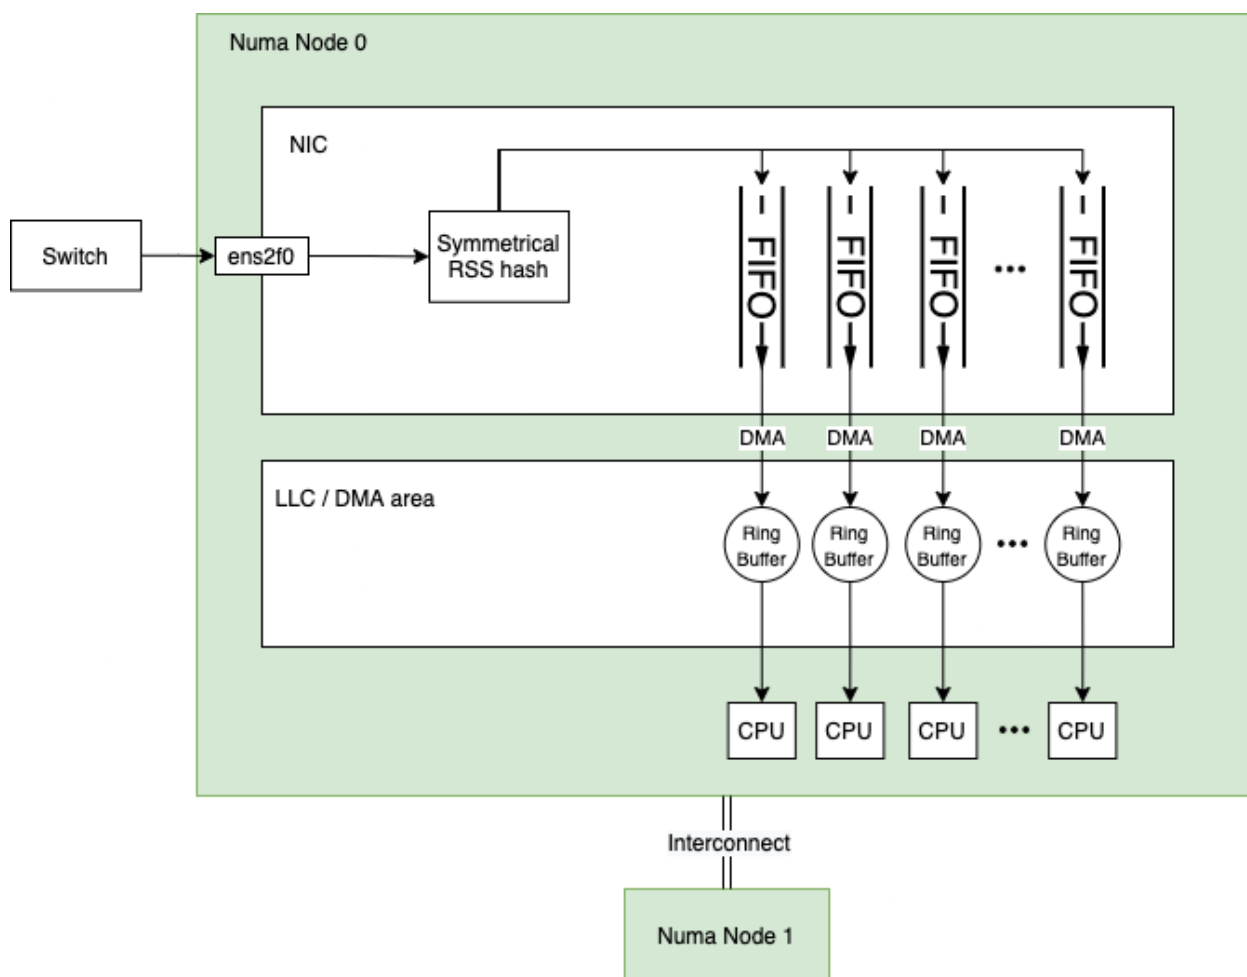 Numa Node 0
NIC
Switch
ens2f0
Symmetrical
RSS hash
FIFO
FIFO
FIFO
...
FIFO
DMA
DMA
DMA
DMA
LLC / DMA area
Ring
Buffer
Ring
Buffer
Ring
Buffer
...
Ring
Buffer
CPU
CPU
CPU
...
CPU
Interconnect
Numa Node 1